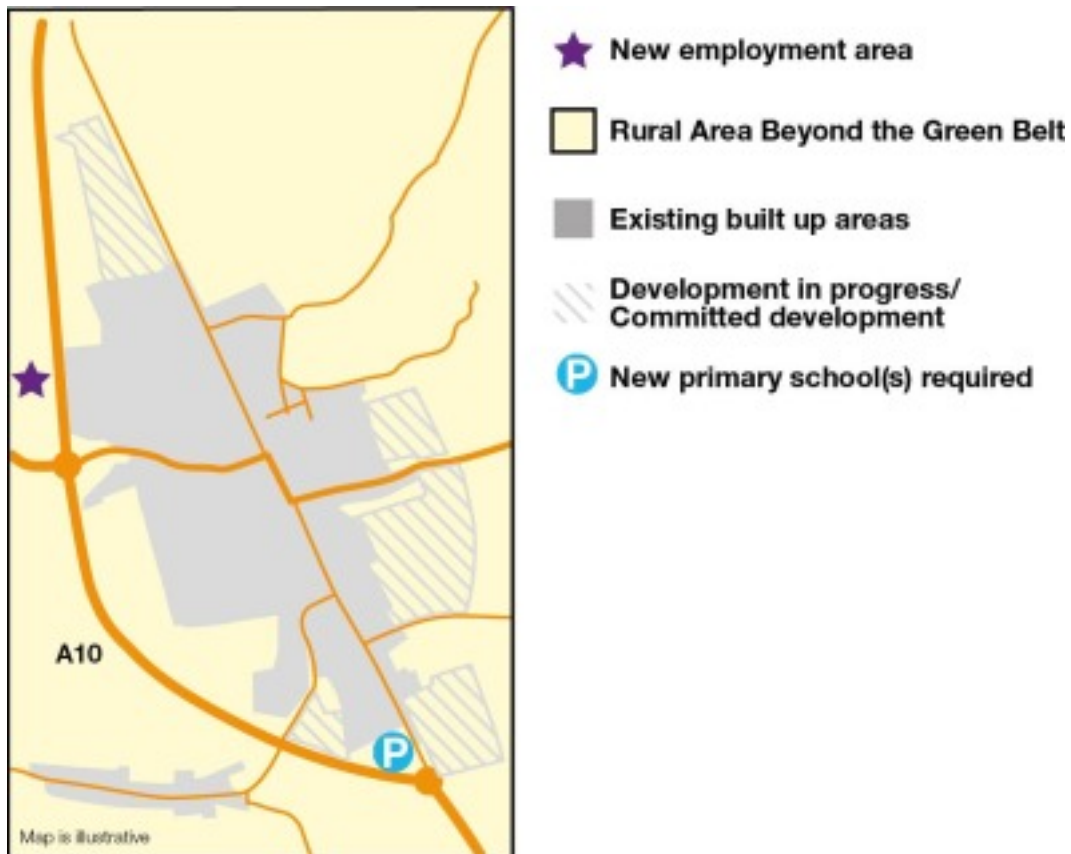 New employment area
Rural Area Beyond the Green Belt
Existing built up areas
Development in progress/
Committed development
P New primary school(s) required
A10
P
Map is illustrative